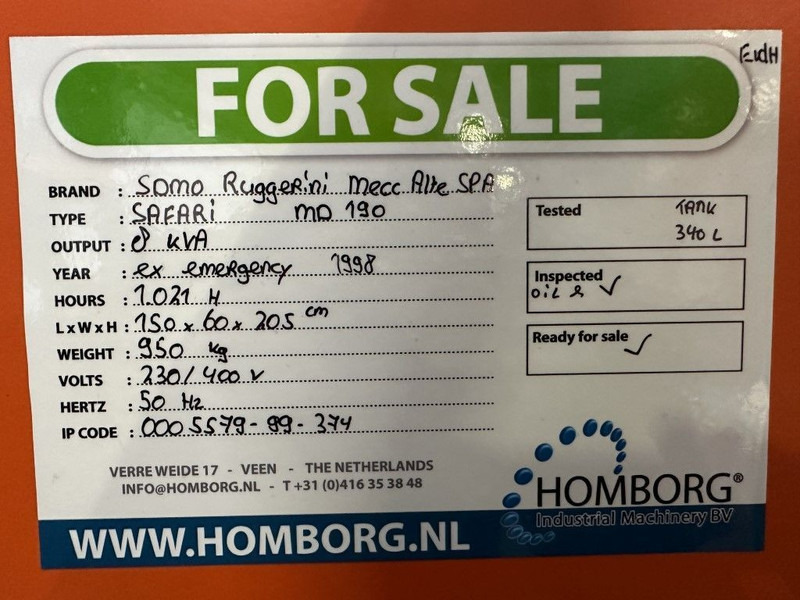 EvdH
FOR SALE
BRAND : SOMO Ruggerini Mecc Alte SPA
TYPE : SAFARi MD 190
OUTPUT : 8 KVA
YEAR : ex emergency 1998
HOURS : 1.021 H
L x W x H : 150 x 60 x 205 cm
WEIGHT : 950 kg
VOLTS : 230/400 V
HERTZ : 50 Hz
IP CODE : 000 5579-99-374
Tested TANK
340 L
Inspected ✓
OiL &
Ready for sale ✓
VERRE WEIDE 17 - VEEN - THE NETHERLANDS
INFO@HOMBORG.NL - T +31 (0)416 35 38 48
HOMBORG®
Industrial Machinery BV
WWW.HOMBORG.NL